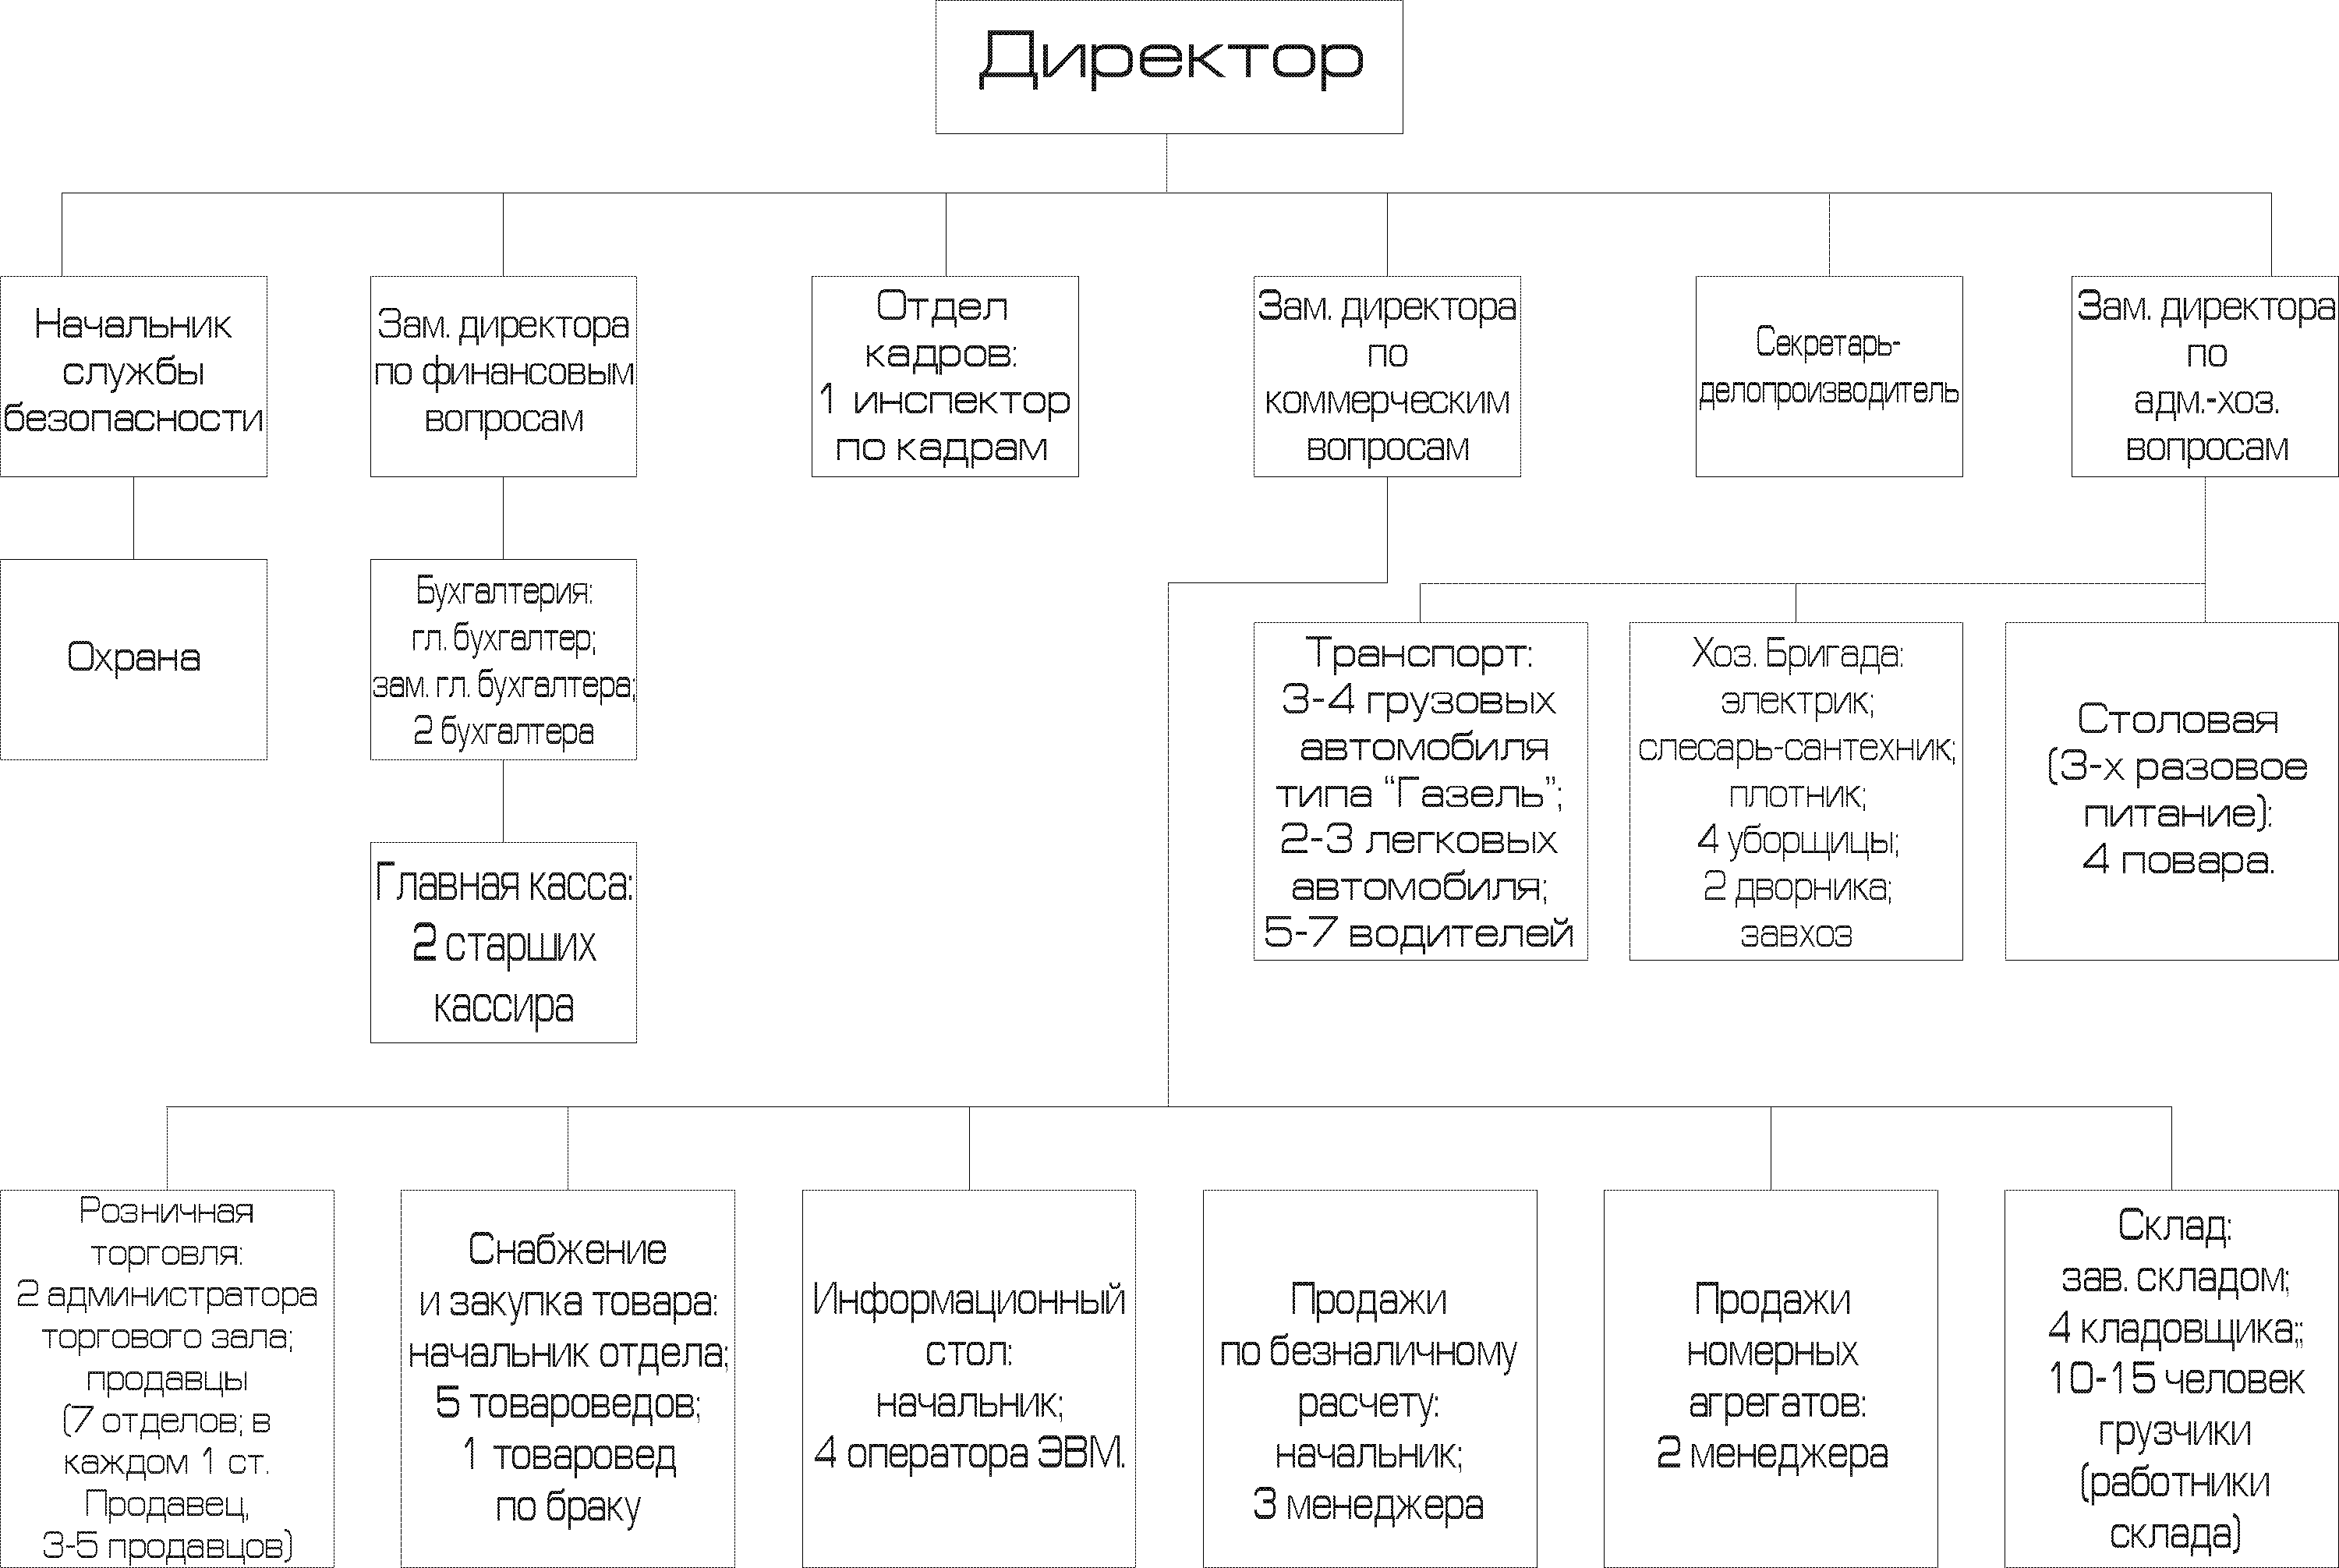 Директор
Начальник
службы
безопасности
Зам. директора
по финансовым
вопросам
Отдел
кадров:
1 инспектор
по кадрам
Зам. директора
по
коммерческим
вопросам
Секретарь-
делопроизводитель
Зам. директора
по
адм.-хоз.
вопросам
Охрана
Бухгалтерия:
гл. бухгалтер;
зам. гл. бухгалтера;
2 бухгалтера
Транспорт:
3-4 грузовых
автомобиля
типа “Газель”;
2-3 легковых
автомобиля;
5-7 водителей
Хоз. Бригада:
электрик;
слесарь-сантехник;
плотник;
4 уборщицы;
2 дворника;
завхоз
Столовая
(3-х разовое
питание):
4 повара.
Главная касса:
2 старших
кассира
Розничная
торговля:
2 администратора
торгового зала;
продавцы
(7 отделов; в
каждом 1 ст.
Продавец,
3-5 продавцов)
Снабжение
и закупка товара:
начальник отдела;
5 товароведов;
1 товаровед
по браку
Информационный
стол:
начальник;
4 оператора ЭВМ.
Продажи
по безналичному
расчету:
начальник;
3 менеджера
Продажи
номерных
агрегатов:
2 менеджера
Склад:
зав. складом;
4 кладовщика;;
10-15 человек
грузчики
(работники
склада)